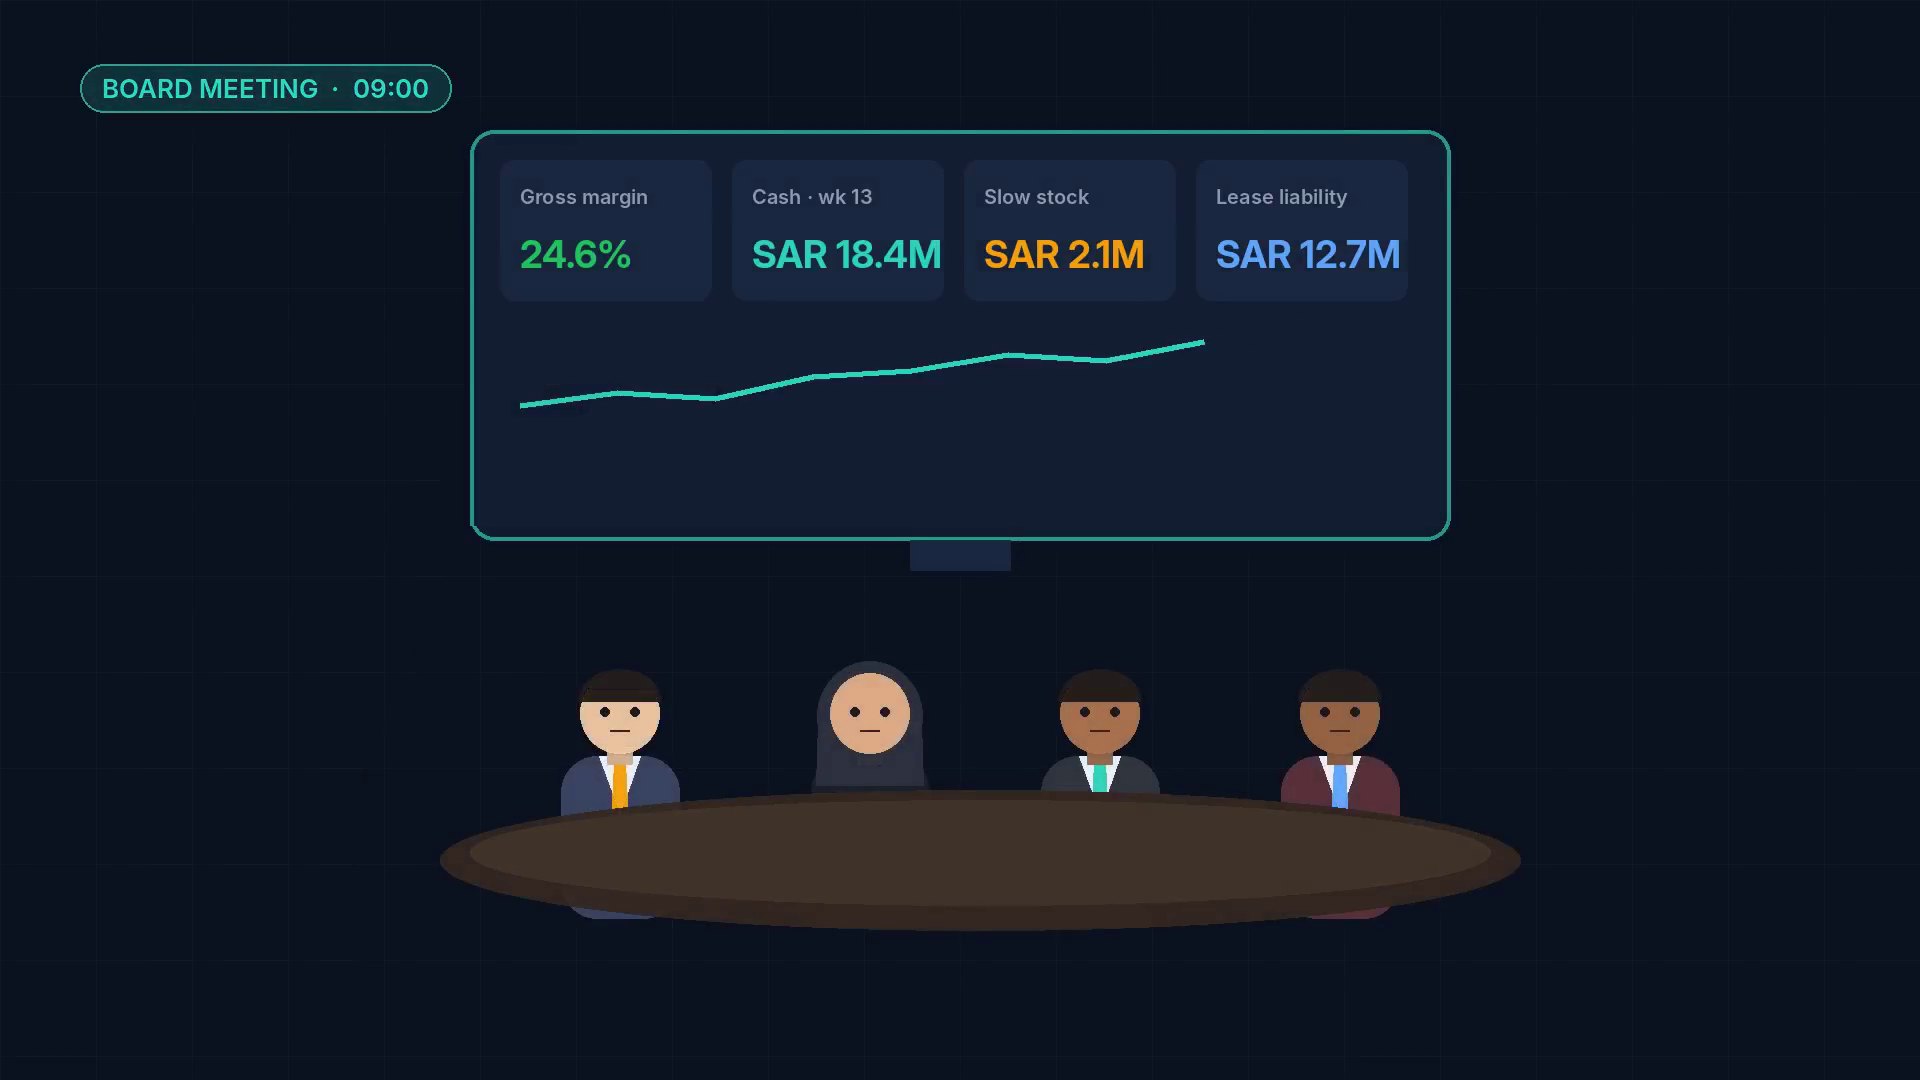 BOARD MEETING · 09:00
Gross margin
24.6%
Cash · wk 13
SAR 18.4M
Slow stock
SAR 2.1M
Lease liability
SAR 12.7M